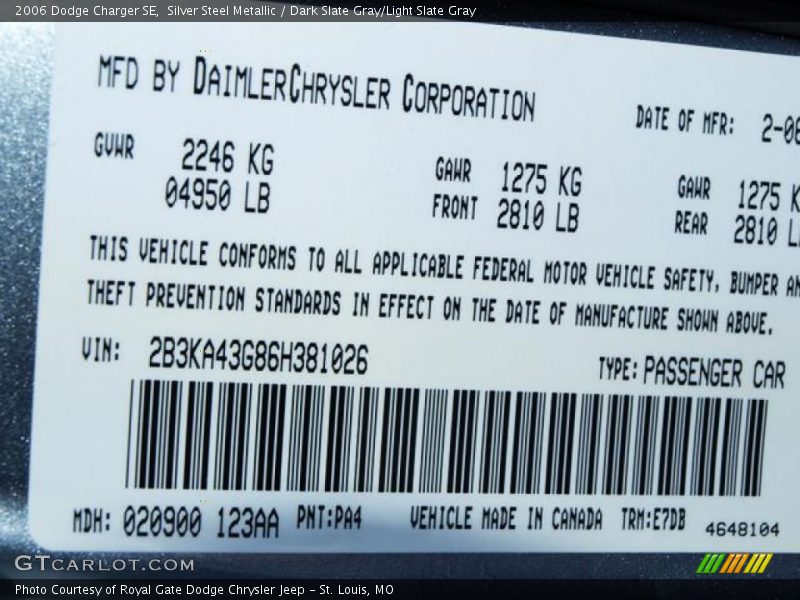 2006 Dodge Charger SE, Silver Steel Metallic / Dark Slate Gray/Light Slate Gray
MFD BY DAIMLERCHRYSLER CORPORATION
DATE OF MFR: 2-06
GVWR 2246 KG GAWR 1275 KG GAWR 1275 K
04950 LB FRONT 2810 LB REAR 2810 L
THIS VEHICLE CONFORMS TO ALL APPLICABLE FEDERAL MOTOR VEHICLE SAFETY, BUMPER AN
THEFT PREVENTION STANDARDS IN EFFECT ON THE DATE OF MANUFACTURE SHOWN ABOVE.
VIN: 2B3KA43G86H381026 TYPE: PASSENGER CAR
MDH: 020900 123AA PNT:PA4 VEHICLE MADE IN CANADA TRM:E7DB 4648104
GTCARLOT.COM
Photo Courtesy of Royal Gate Dodge Chrysler Jeep - St. Louis, MO